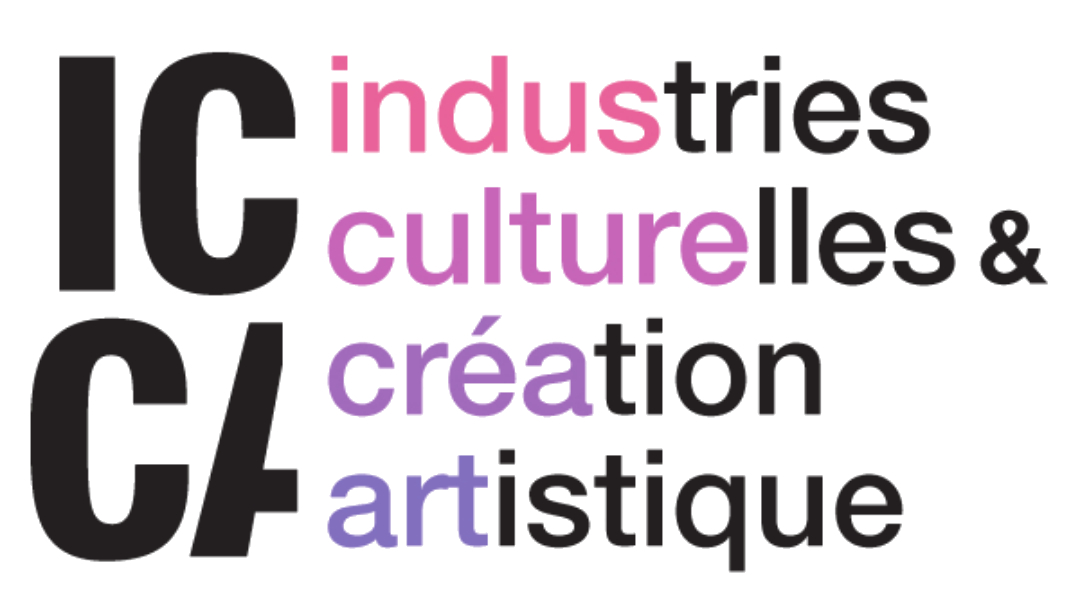 IC
CA
industries
culturelles &
création
artistique